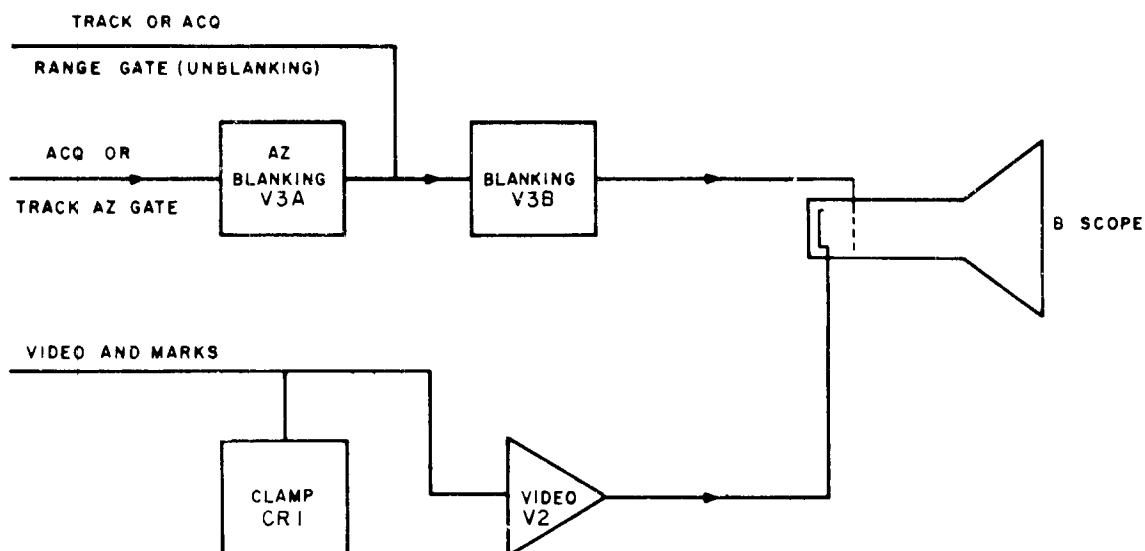 TRACK OR ACQ
RANGE GATE (UNBLANKING)
ACQ OR
TRACK AZ GATE
AZ
BLANKING
V3A
BLANKING
V3B
B SCOPE
VIDEO AND MARKS
CLAMP
CR1
VIDEO
V2